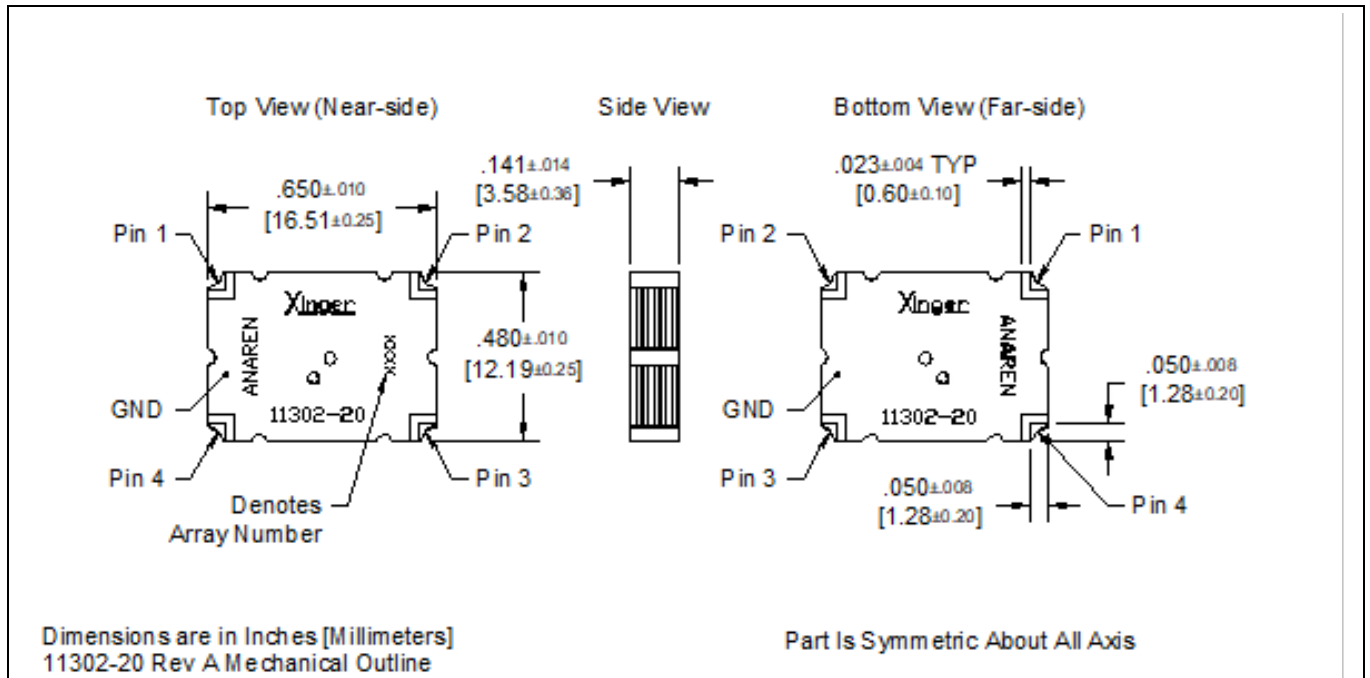 Top View (Near-side)
Side View
Bottom View (Far-side)
.650±.010
[16.51±0.25]
.141±.014
[3.58±0.36]
.023±.004 TYP
[0.60±0.10]
Pin 1
Pin 2
Pin 2
Pin 1
Xinger
ANAREN
xxxx
11302-20
.480±.010
[12.19±0.25]
Xinger
ANAREN
11302-20
.050±.008
[1.28±0.20]
GND
GND
Pin 4
Pin 3
Pin 3
Pin 4
Denotes
Array Number
.050±.008
[1.28±0.20]
Dimensions are in Inches [Millimeters]
11302-20 Rev A Mechanical Outline
Part Is Symmetric About All Axis